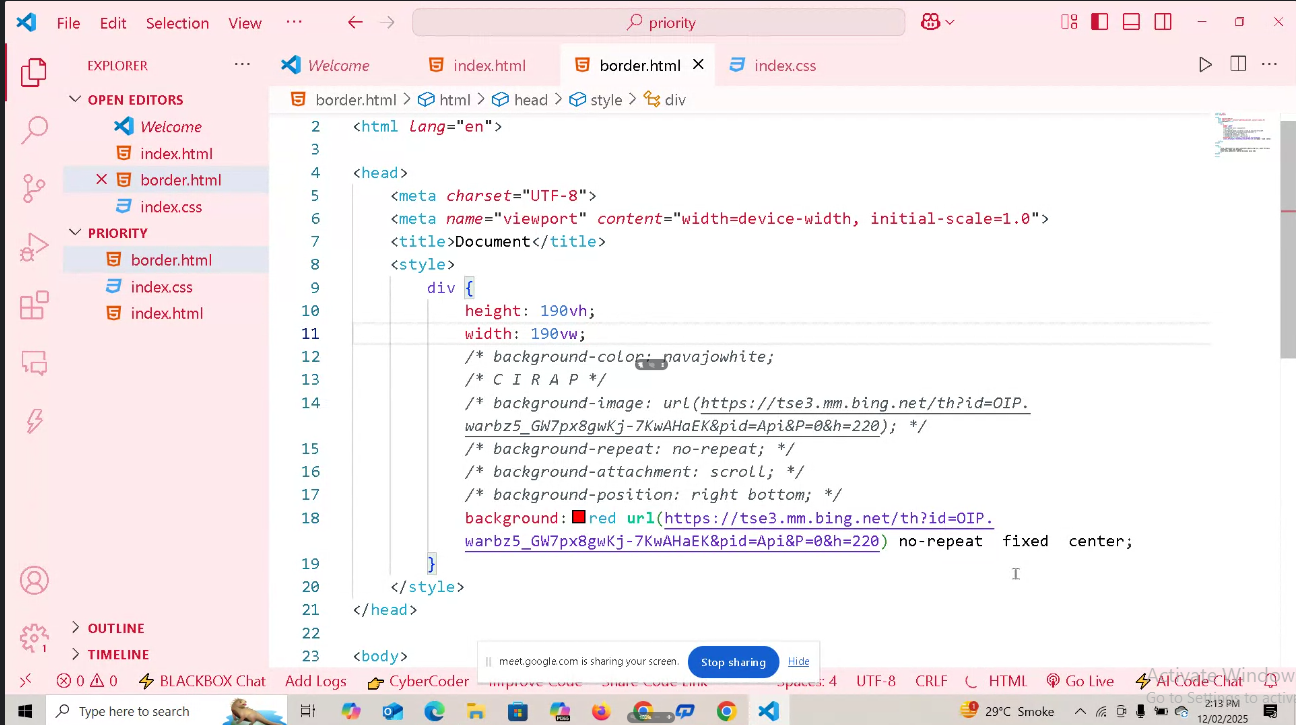 File Edit Selection View ··· priority
EXPLORER ···
Welcome index.html border.html index.css
OPEN EDITORS
Welcome
index.html
border.html
index.css
PRIORITY
border.html
index.css
index.html
OUTLINE
TIMELINE
border.html > html > head > style > div
2 <html lang="en">
3
4 <head>
5 <meta charset="UTF-8">
6 <meta name="viewport" content="width=device-width, initial-scale=1.0">
7 <title>Document</title>
8 <style>
9 div {
10 height: 190vh;
11 width: 190vw;
12 /* background-color: navajowhite;
13 /* C I R A P */
14 /* background-image: url(https://tse3.mm.bing.net/th?id=OIP.
warbz5_GW7px8gwKj-7KwAHaEK&pid=Api&P=0&h=220); */
15 /* background-repeat: no-repeat; */
16 /* background-attachment: scroll; */
17 /* background-position: right bottom; */
18 background: red url(https://tse3.mm.bing.net/th?id=OIP.
warbz5_GW7px8gwKj-7KwAHaEK&pid=Api&P=0&h=220) no-repeat fixed center;
19 }
20 </style>
21 </head>
22
23 <body>
meet.google.com is sharing your screen. Stop sharing Hide
Activate Window
Go to Settings to activ
1
0 0 BLACKBOX Chat Add Logs CyberCoder Improve Code Share Code Link Spaces: 4 UTF-8 CRLF HTML Go Live AI Code Chat
Type here to search 29°C Smoke 2:13 PM
12/02/2025